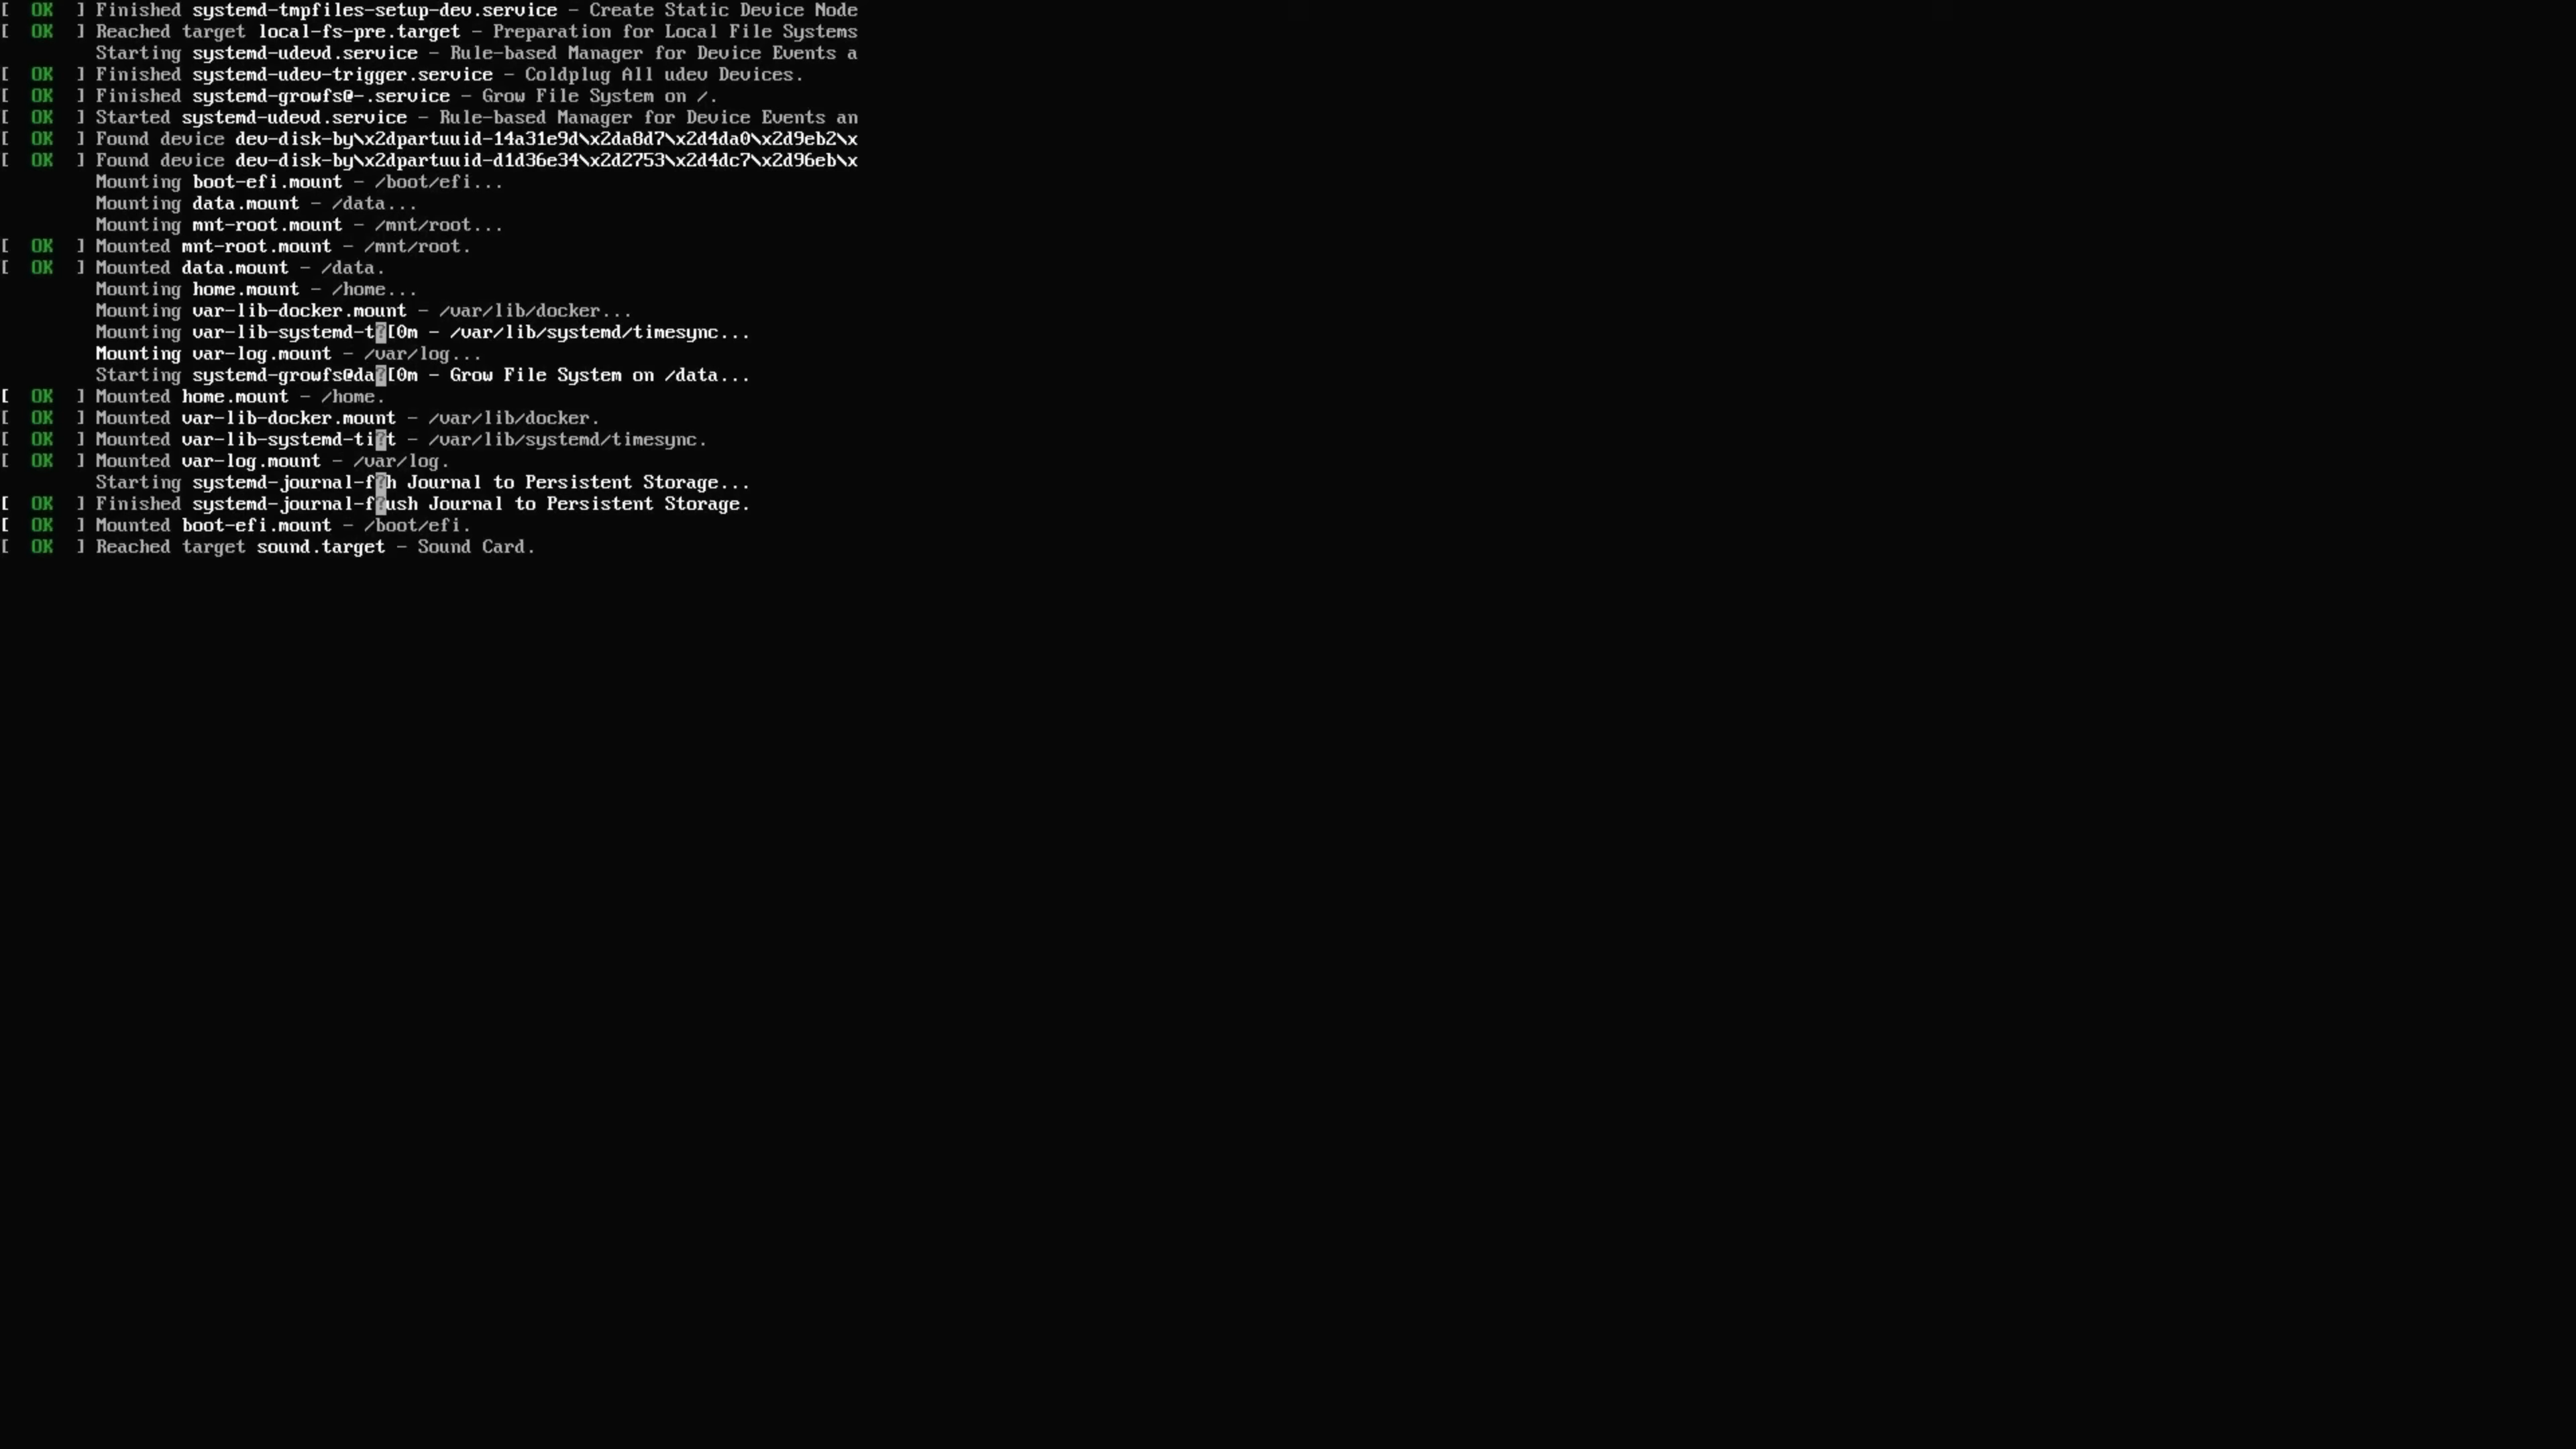 [  OK  ] Finished systemd-tmpfiles-setup-dev.service - Create Static Device Node
[  OK  ] Reached target local-fs-pre.target - Preparation for Local File Systems
         Starting systemd-udevd.service - Rule-based Manager for Device Events a
[  OK  ] Finished systemd-udev-trigger.service - Coldplug All udev Devices.
[  OK  ] Finished systemd-growfs@-.service - Grow File System on /.
[  OK  ] Started systemd-udevd.service - Rule-based Manager for Device Events an
[  OK  ] Found device dev-disk-by\x2dpartuuid-14a31e9d\x2da8d7\x2d4da0\x2d9eb2\x
[  OK  ] Found device dev-disk-by\x2dpartuuid-d1d36e34\x2d2753\x2d4dc7\x2d96eb\x
         Mounting boot-efi.mount - /boot/efi...
         Mounting data.mount - /data...
         Mounting mnt-root.mount - /mnt/root...
[  OK  ] Mounted mnt-root.mount - /mnt/root.
[  OK  ] Mounted data.mount - /data.
         Mounting home.mount - /home...
         Mounting var-lib-docker.mount - /var/lib/docker...
         Mounting var-lib-systemd-t?[0m - /var/lib/systemd/timesync...
         Mounting var-log.mount - /var/log...
         Starting systemd-growfs@da?[0m - Grow File System on /data...
[  OK  ] Mounted home.mount - /home.
[  OK  ] Mounted var-lib-docker.mount - /var/lib/docker.
[  OK  ] Mounted var-lib-systemd-ti?t - /var/lib/systemd/timesync.
[  OK  ] Mounted var-log.mount - /var/log.
         Starting systemd-journal-f?h Journal to Persistent Storage...
[  OK  ] Finished systemd-journal-f?ush Journal to Persistent Storage.
[  OK  ] Mounted boot-efi.mount - /boot/efi.
[  OK  ] Reached target sound.target - Sound Card.